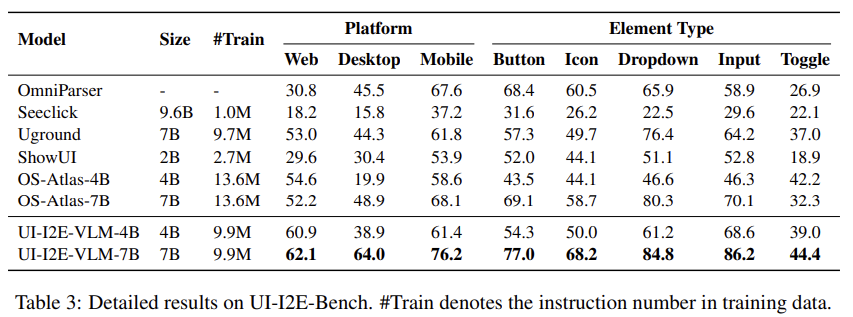 Model Size #Train Platform Element Type
Web Desktop Mobile Button Icon Dropdown Input Toggle
OmniParser - - 30.8 45.5 67.6 68.4 60.5 65.9 58.9 26.9
Seeclick 9.6B 1.0M 18.2 15.8 37.2 31.6 26.2 22.5 29.6 22.1
Uground 7B 9.7M 53.0 44.3 61.8 57.3 49.7 76.4 64.2 37.0
ShowUI 2B 2.7M 29.6 30.4 53.9 52.0 44.1 51.1 52.8 18.9
OS-Atlas-4B 4B 13.6M 54.6 19.9 58.6 43.5 44.1 46.6 46.3 42.2
OS-Atlas-7B 7B 13.6M 52.2 48.9 68.1 69.1 58.7 80.3 70.1 32.3
UI-I2E-VLM-4B 4B 9.9M 60.9 38.9 61.4 54.3 50.0 61.2 68.6 39.0
UI-I2E-VLM-7B 7B 9.9M 62.1 64.0 76.2 77.0 68.2 84.8 86.2 44.4
Table 3: Detailed results on UI-I2E-Bench. #Train denotes the instruction number in training data.